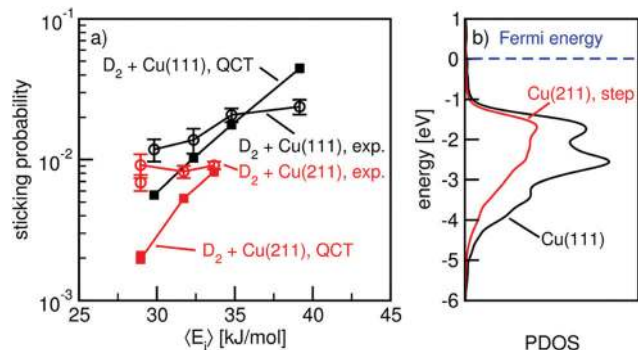 a)
10⁻¹
10⁻²
10⁻³
sticking probability
D₂ + Cu(111), QCT
D₂ + Cu(111), exp.
D₂ + Cu(211), exp.
D₂ + Cu(211), QCT
25 30 35 40 45
⟨Eᵢ⟩ [kJ/mol]
b)
Fermi energy
Cu(211), step
Cu(111)
1
0
-1
-2
-3
-4
-5
-6
energy [eV]
PDOS